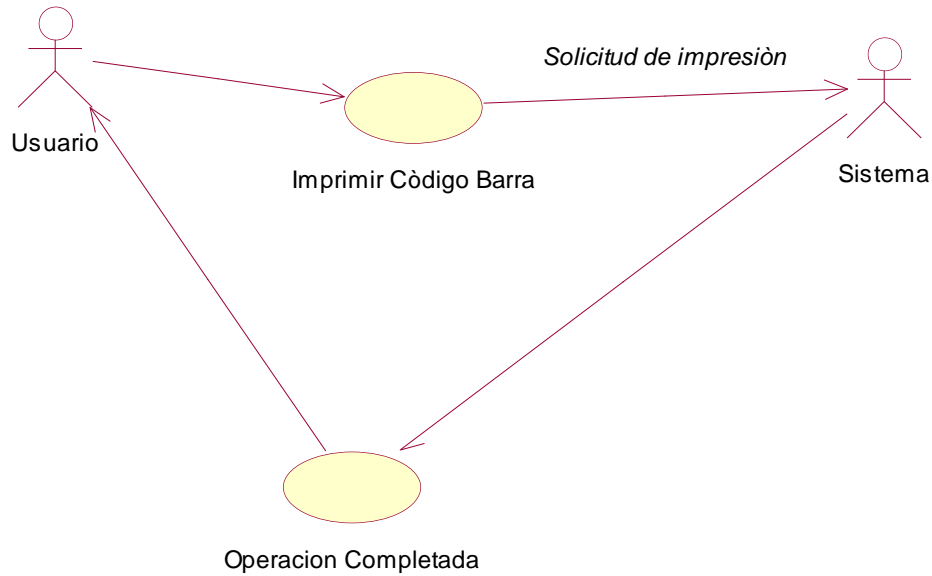 Solicitud de impresiòn
Usuario
Imprimir Còdigo Barra
Sistema
Operacion Completada